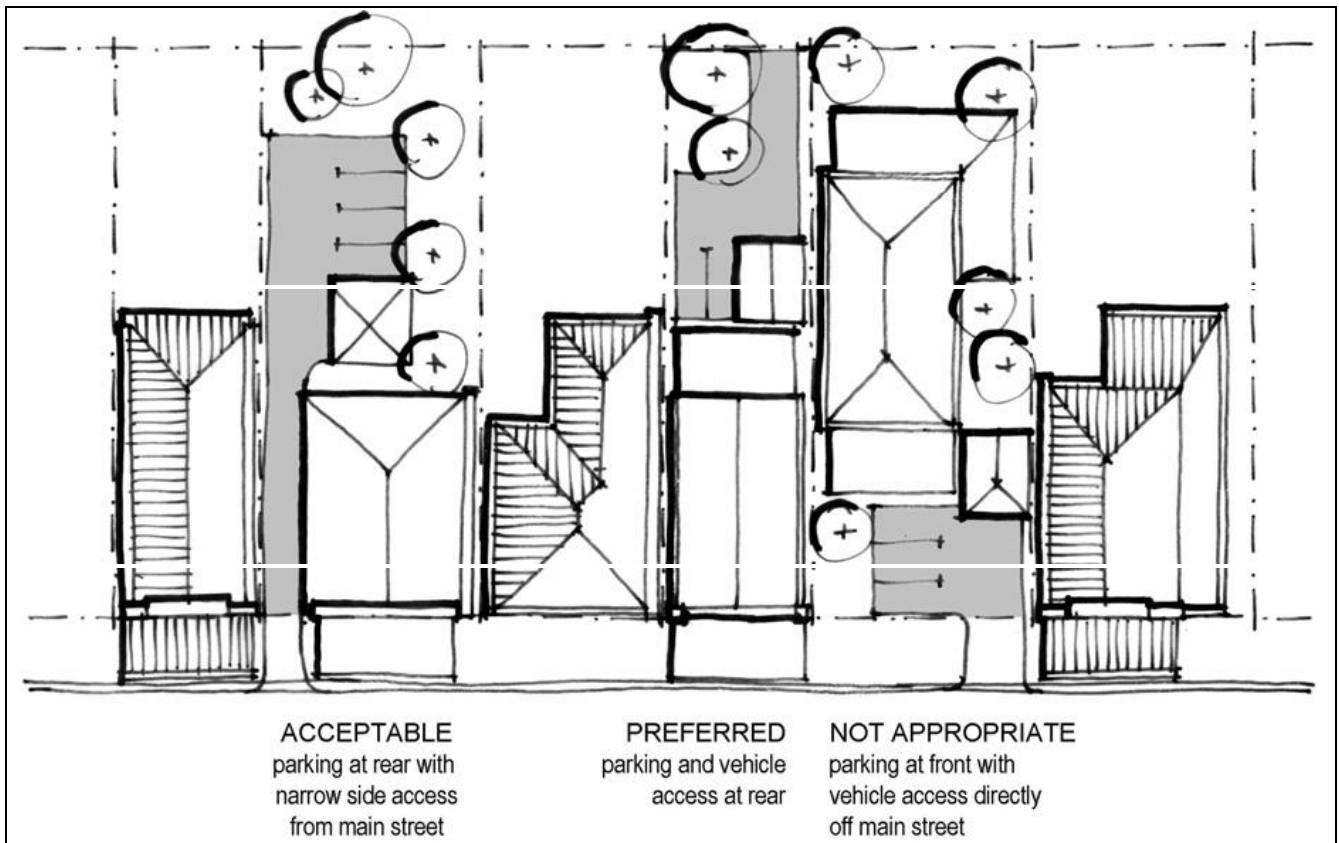 ACCEPTABLE
parking at rear with
narrow side access
from main street
PREFERRED
parking and vehicle
access at rear
NOT APPROPRIATE
parking at front with
vehicle access directly
off main street